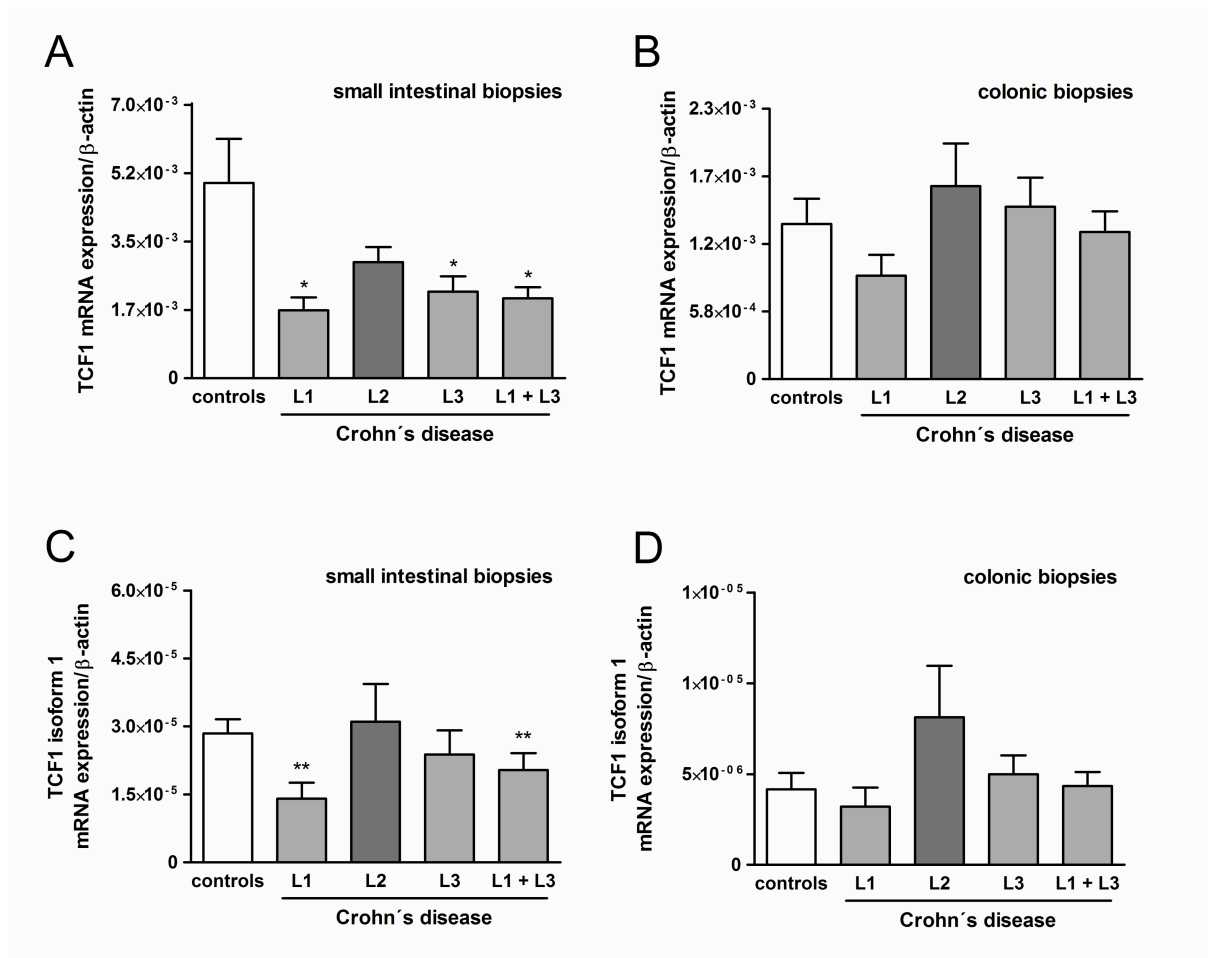 A
small intestinal biopsies
TCF1 mRNA expression/β-actin
7.0×10⁻³
5.2×10⁻³
3.5×10⁻³
1.7×10⁻³
0
*
*
*
controls L1 L2 L3 L1 + L3
Crohn´s disease
B
colonic biopsies
TCF1 mRNA expression/β-actin
2.3×10⁻³
1.7×10⁻³
1.2×10⁻³
5.8×10⁻⁴
0
controls L1 L2 L3 L1 + L3
Crohn´s disease
C
small intestinal biopsies
TCF1 isoform 1
mRNA expression/β-actin
6.0×10⁻⁵
4.5×10⁻⁵
3.0×10⁻⁵
1.5×10⁻⁵
0
**
**
controls L1 L2 L3 L1 + L3
Crohn´s disease
D
colonic biopsies
TCF1 isoform 1
mRNA expression/β-actin
1×10⁻⁰⁵
1×10⁻⁰⁵
5×10⁻⁰⁶
0
controls L1 L2 L3 L1 + L3
Crohn´s disease